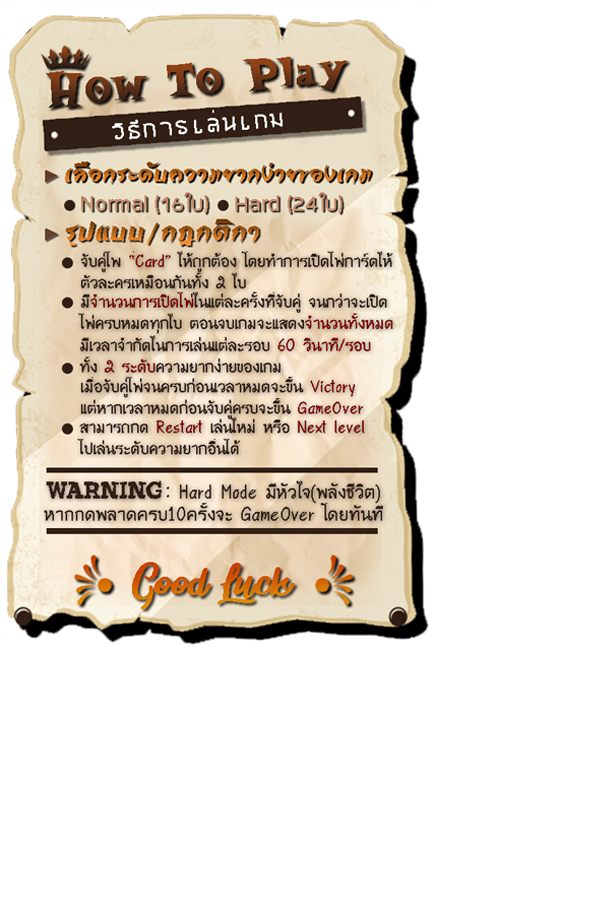 How To Play
วิธีการเล่นเกม
เลือกระดับความยากง่ายของเกม
Normal (16ใบ) Hard (24ใบ)
รูปแบบ/กฎกติกา
จับคู่ไพ่ "Card" ให้ถูกต้อง โดยทำการเปิดไพ่การ์ดให้
ตัวละครเหมือนกันทั้ง 2 ใบ
มีจำนวนการเปิดไพ่ในแต่ละครั้งที่จับคู่ จนกว่าจะเปิด
ไพ่ครบหมดทุกใบ ตอนจบเกมจะแสดงจำนวนทั้งหมด
มีเวลาจำกัดในการเล่นแต่ละรอบ 60 วินาที/รอบ
ทั้ง 2 ระดับความยากง่ายของเกม
เมื่อจับคู่ไพ่จนครบก่อนเวลาหมดจะขึ้น Victory
แต่หากเวลาหมดก่อนจับคู่ครบจะขึ้น GameOver
สามารถกด Restart เล่นใหม่ หรือ Next level
ไปเล่นระดับความยากอื่นได้
WARNING: Hard Mode มีหัวใจ(พลังชีวิต)
หากกดพลาดครบ10ครั้งจะ GameOver โดยทันที
Good Luck